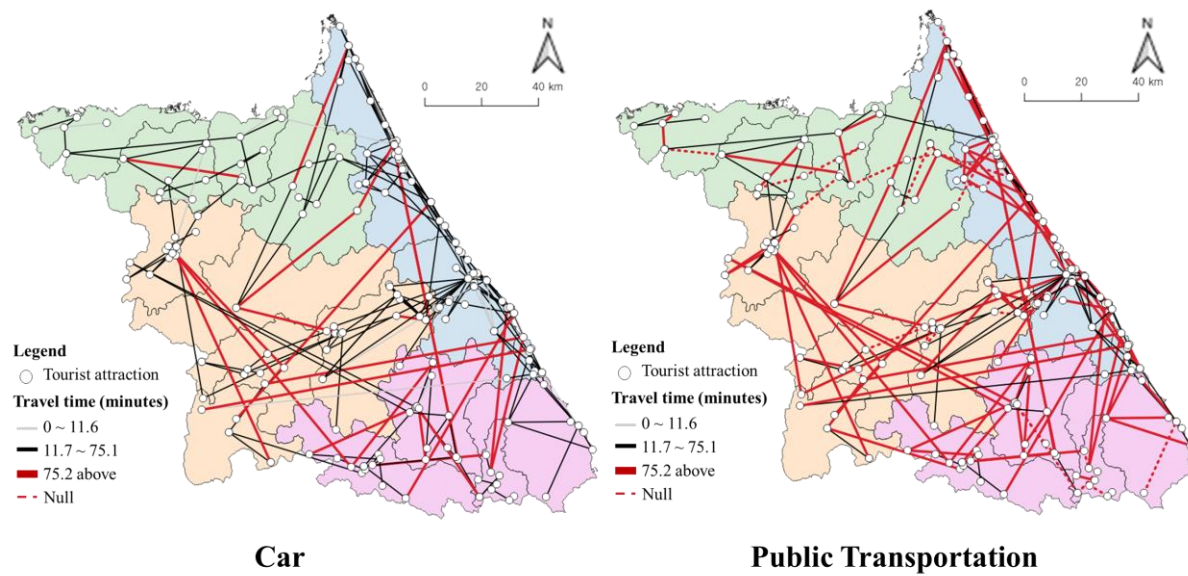 N
0 20 40 km
Legend
Tourist attraction
Travel time (minutes)
0 ~ 11.6
11.7 ~ 75.1
75.2 above
Null
Car
N
0 20 40 km
Legend
Tourist attraction
Travel time (minutes)
0 ~ 11.6
11.7 ~ 75.1
75.2 above
Null
Public Transportation